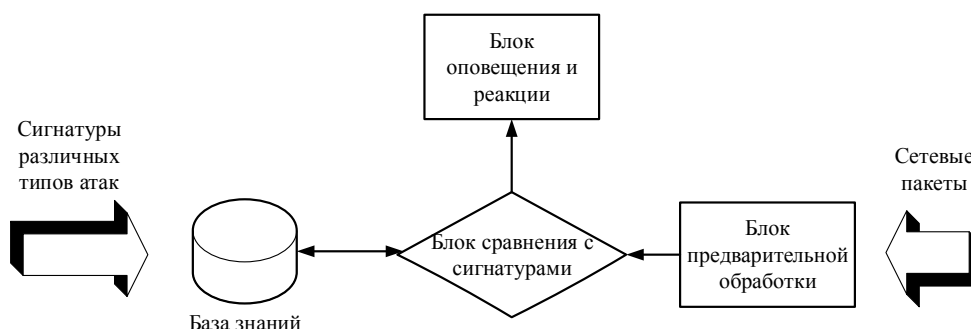 Блок
оповещения и
реакции
Сигнатуры
различных
типов атак
Сетевые
пакеты
Блок сравнения с
сигнатурами
Блок
предварительной
обработки
База знаний